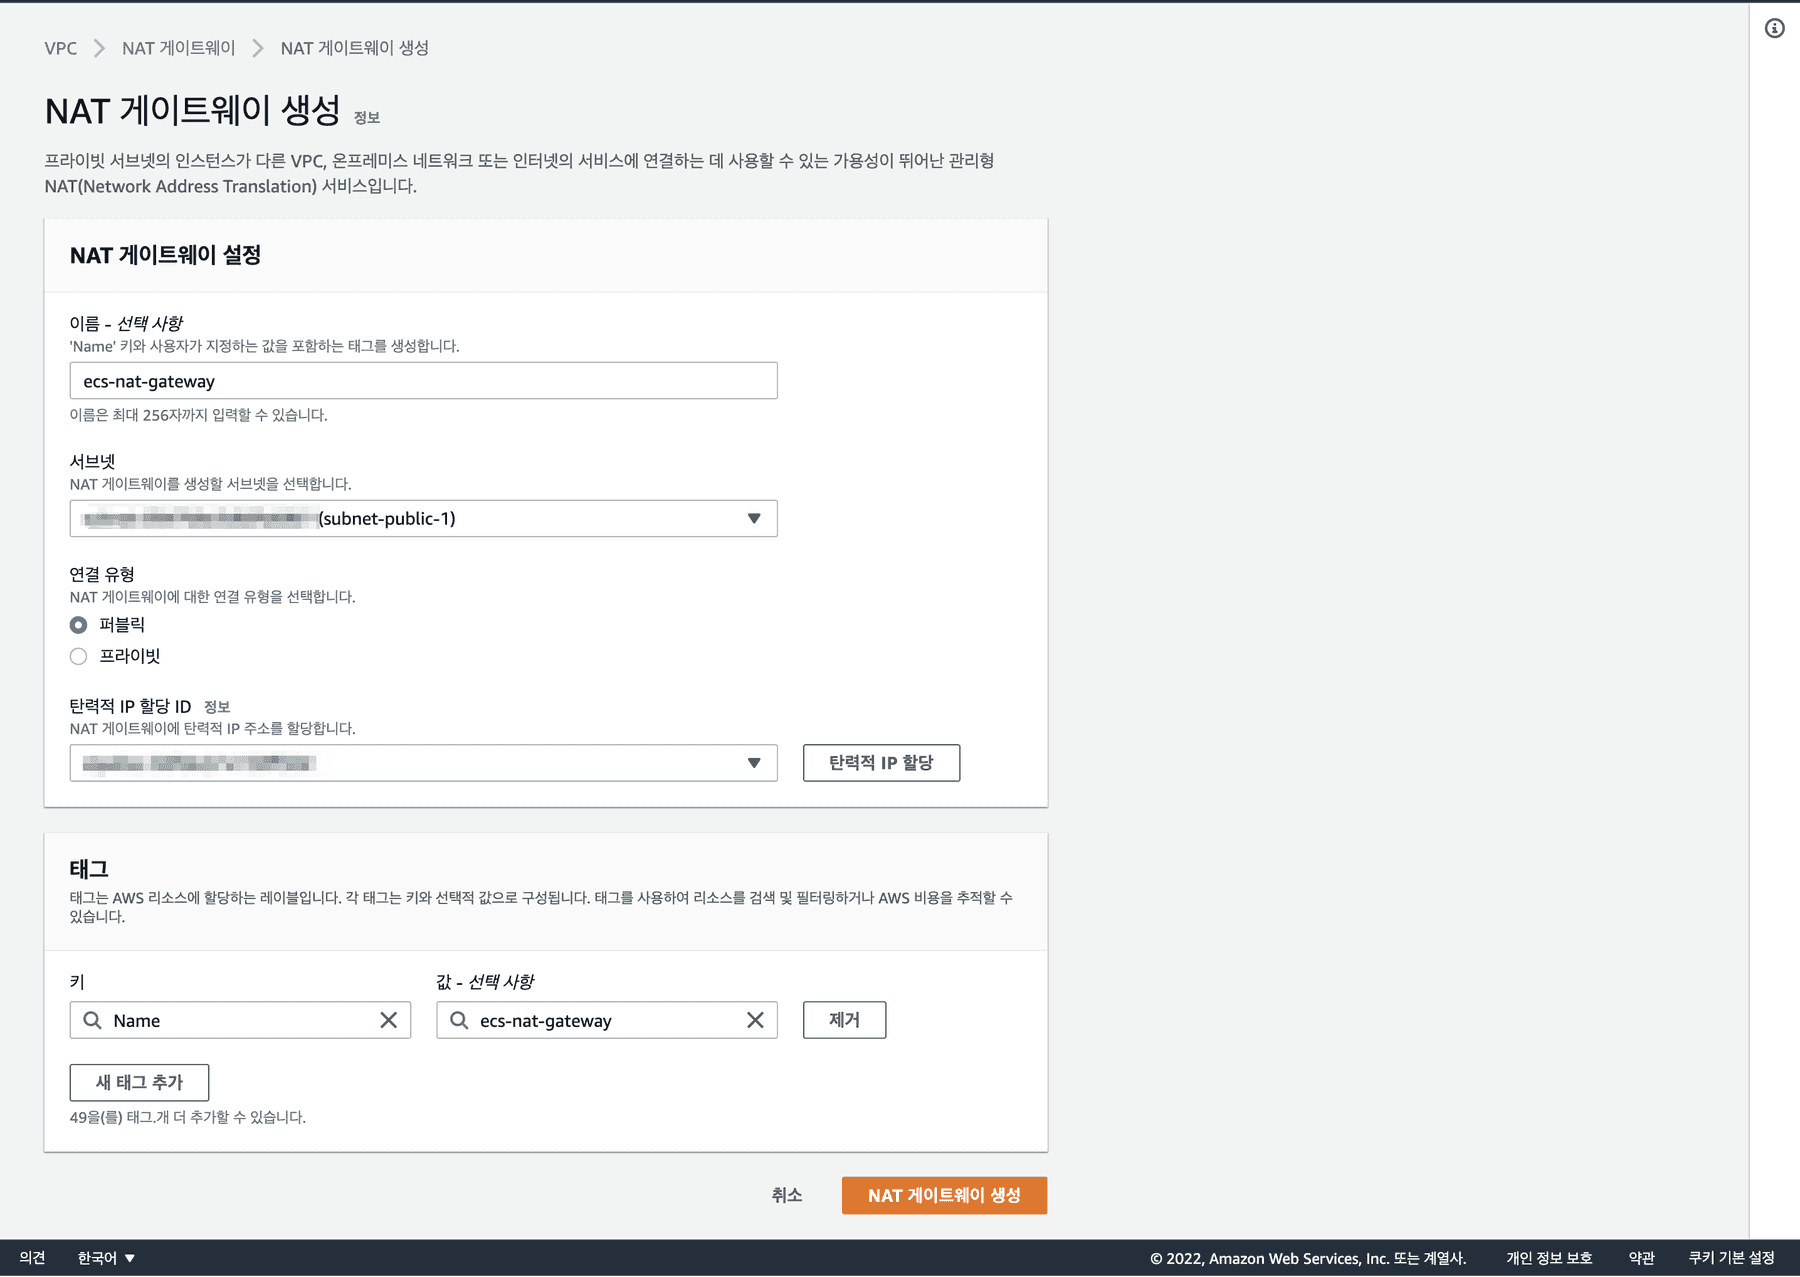 VPC > NAT 게이트웨이 > NAT 게이트웨이 생성
NAT 게이트웨이 생성 정보
프라이빗 서브넷의 인스턴스가 다른 VPC, 온프레미스 네트워크 또는 인터넷의 서비스에 연결하는 데 사용할 수 있는 가용성이 뛰어난 관리형
NAT(Network Address Translation) 서비스입니다.
NAT 게이트웨이 설정
이름 - 선택 사항
'Name' 키와 사용자가 지정하는 값을 포함하는 태그를 생성합니다.
ecs-nat-gateway
이름은 최대 256자까지 입력할 수 있습니다.
서브넷
NAT 게이트웨이를 생성할 서브넷을 선택합니다.
(subnet-public-1)
연결 유형
NAT 게이트웨이에 대한 연결 유형을 선택합니다.
퍼블릭
프라이빗
탄력적 IP 할당 ID 정보
NAT 게이트웨이에 탄력적 IP 주소를 할당합니다.
탄력적 IP 할당
태그
태그는 AWS 리소스에 할당하는 레이블입니다. 각 태그는 키와 선택적 값으로 구성됩니다. 태그를 사용하여 리소스를 검색 및 필터링하거나 AWS 비용을 추적할 수
있습니다.
키 값 - 선택 사항
Name ecs-nat-gateway 제거
새 태그 추가
49을(를) 태그.개 더 추가할 수 있습니다.
취소 NAT 게이트웨이 생성
의견 한국어 © 2022, Amazon Web Services, Inc. 또는 계열사. 개인 정보 보호 약관 쿠키 기본 설정